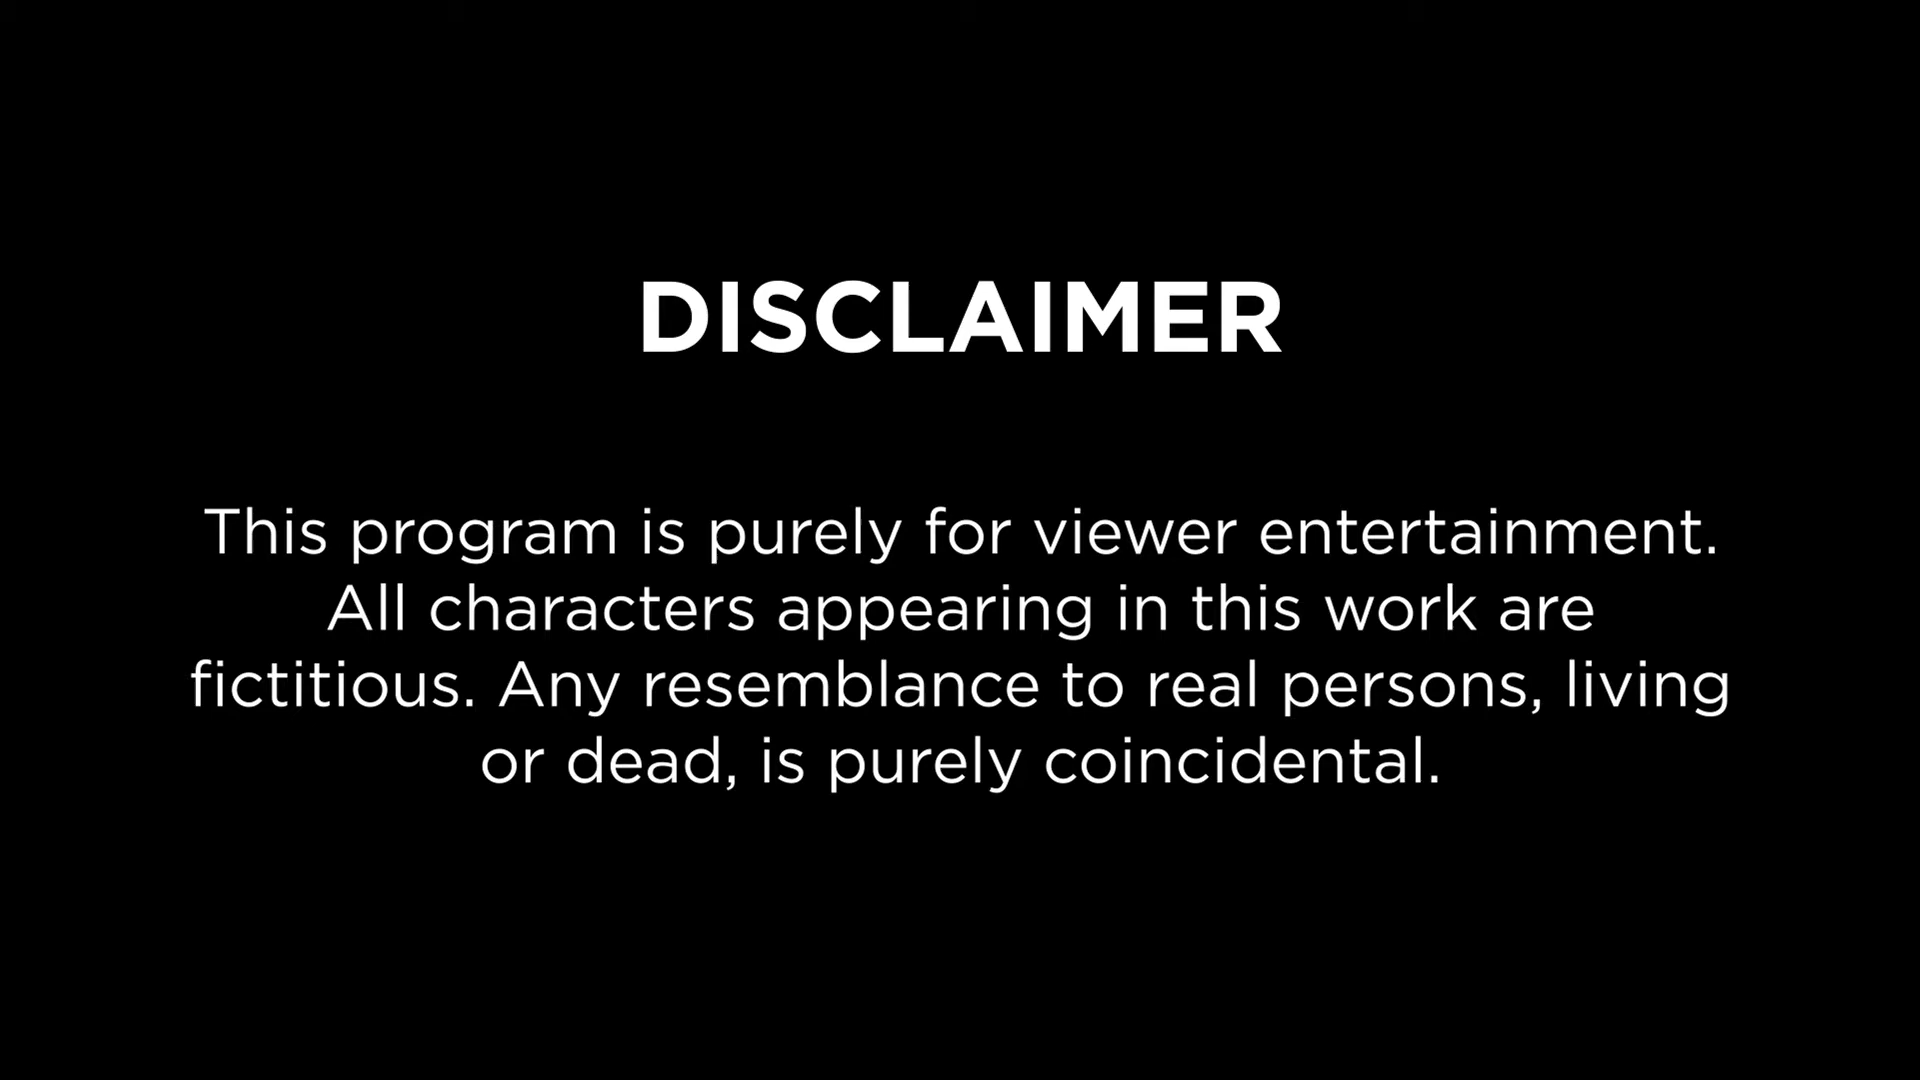 DISCLAIMER
This program is purely for viewer entertainment.
All characters appearing in this work are
fictitious. Any resemblance to real persons, living
or dead, is purely coincidental.